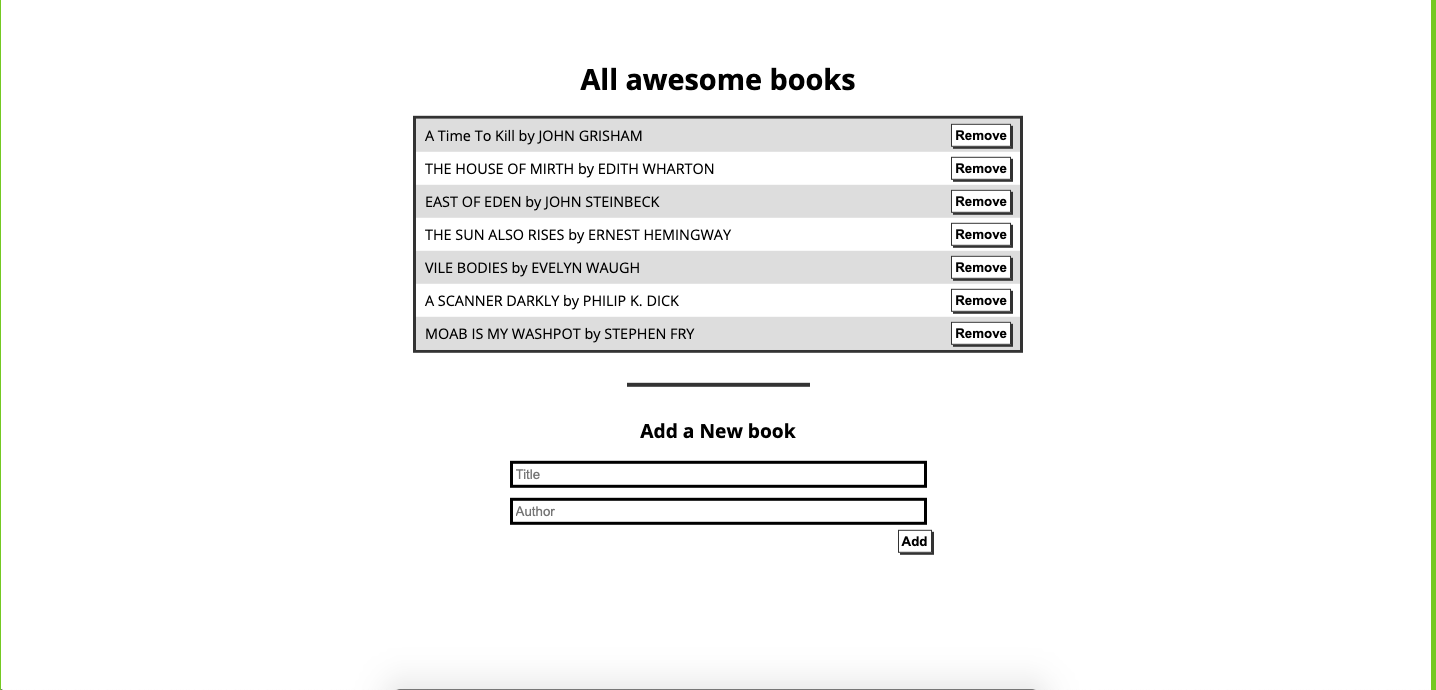 All awesome books
A Time To Kill by JOHN GRISHAM Remove
THE HOUSE OF MIRTH by EDITH WHARTON Remove
EAST OF EDEN by JOHN STEINBECK Remove
THE SUN ALSO RISES by ERNEST HEMINGWAY Remove
VILE BODIES by EVELYN WAUGH Remove
A SCANNER DARKLY by PHILIP K. DICK Remove
MOAB IS MY WASHPOT by STEPHEN FRY Remove
Add a New book
Title
Author
Add